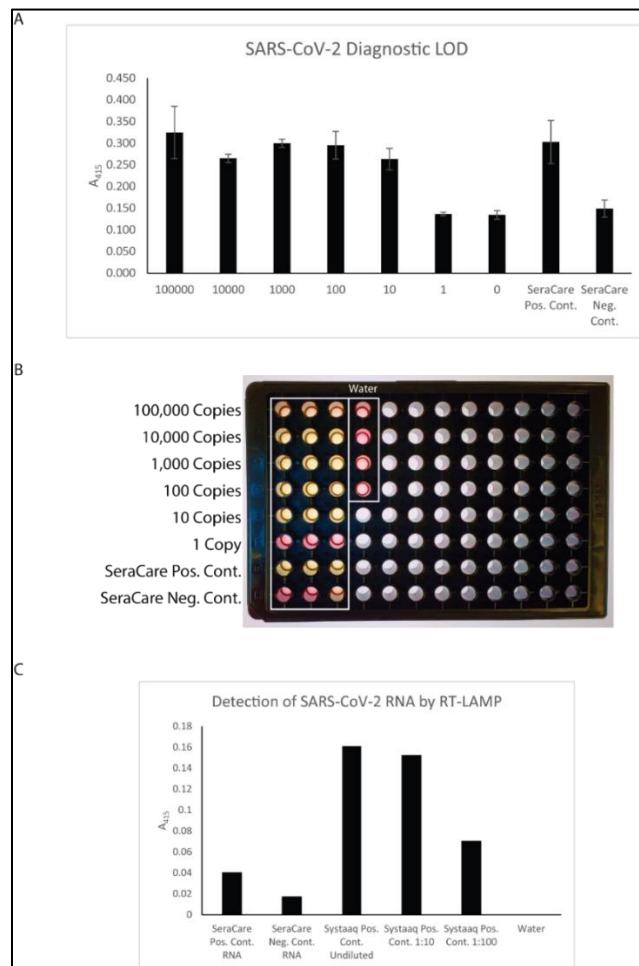 A
SARS-CoV-2 Diagnostic LOD
0.450
0.400
0.350
0.300
0.250
0.200
0.150
0.100
0.050
0.000
A415
100000 10000 1000 100 10 1 0 SeraCare SeraCare
Pos. Cont. Neg.
Cont.
B
Water
100,000 Copies
10,000 Copies
1,000 Copies
100 Copies
10 Copies
1 Copy
SeraCare Pos. Cont.
SeraCare Neg. Cont.
C
Detection of SARS-CoV-2 RNA by RT-LAMP
0.18
0.16
0.14
0.12
0.1
0.08
0.06
0.04
0.02
0
A415
SeraCare SeraCare Systaaq Pos. Systaaq Pos. Systaaq Pos. Water
Pos. Cont. Neg. Cont. Cont. Cont. 1:10 Cont. 1:100
RNA RNA Undiluted